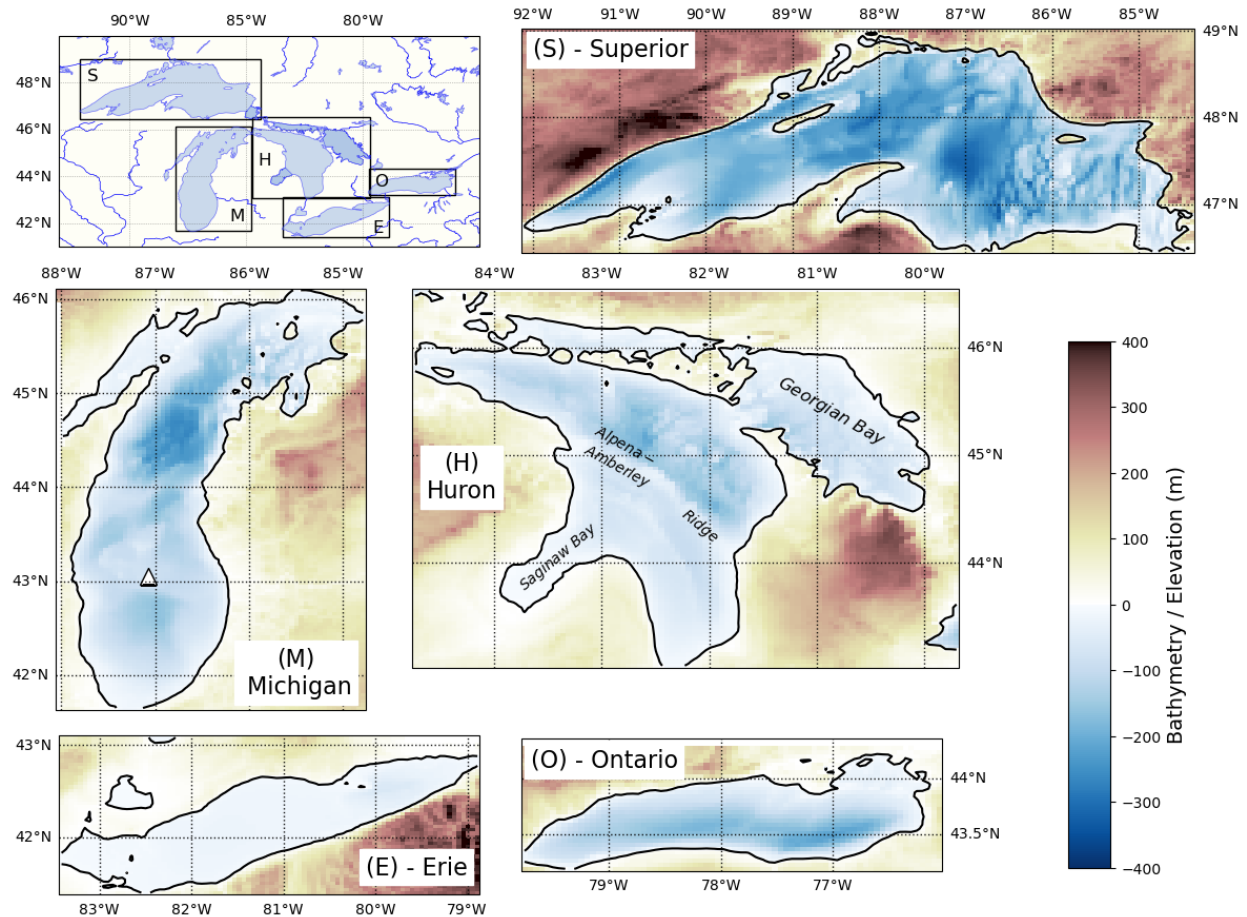 90°W 85°W 80°W
48°N
46°N
44°N
42°N
S
H
O
M
E
92°W 91°W 90°W 89°W 88°W 87°W 86°W 85°W
(S) - Superior
49°N
48°N
47°N
88°W 87°W 86°W 85°W
46°N
45°N
44°N
43°N
42°N
(M)
Michigan
84°W 83°W 82°W 81°W 80°W
46°N
45°N
44°N
(H)
Huron
Georgian Bay
Alpena –
Amberley
Ridge
Saginaw Bay
400
300
200
100
0
−100
−200
−300
−400
Bathymetry / Elevation (m)
43°N
42°N
(E) - Erie
83°W 82°W 81°W 80°W 79°W
(O) - Ontario
44°N
43.5°N
79°W 78°W 77°W